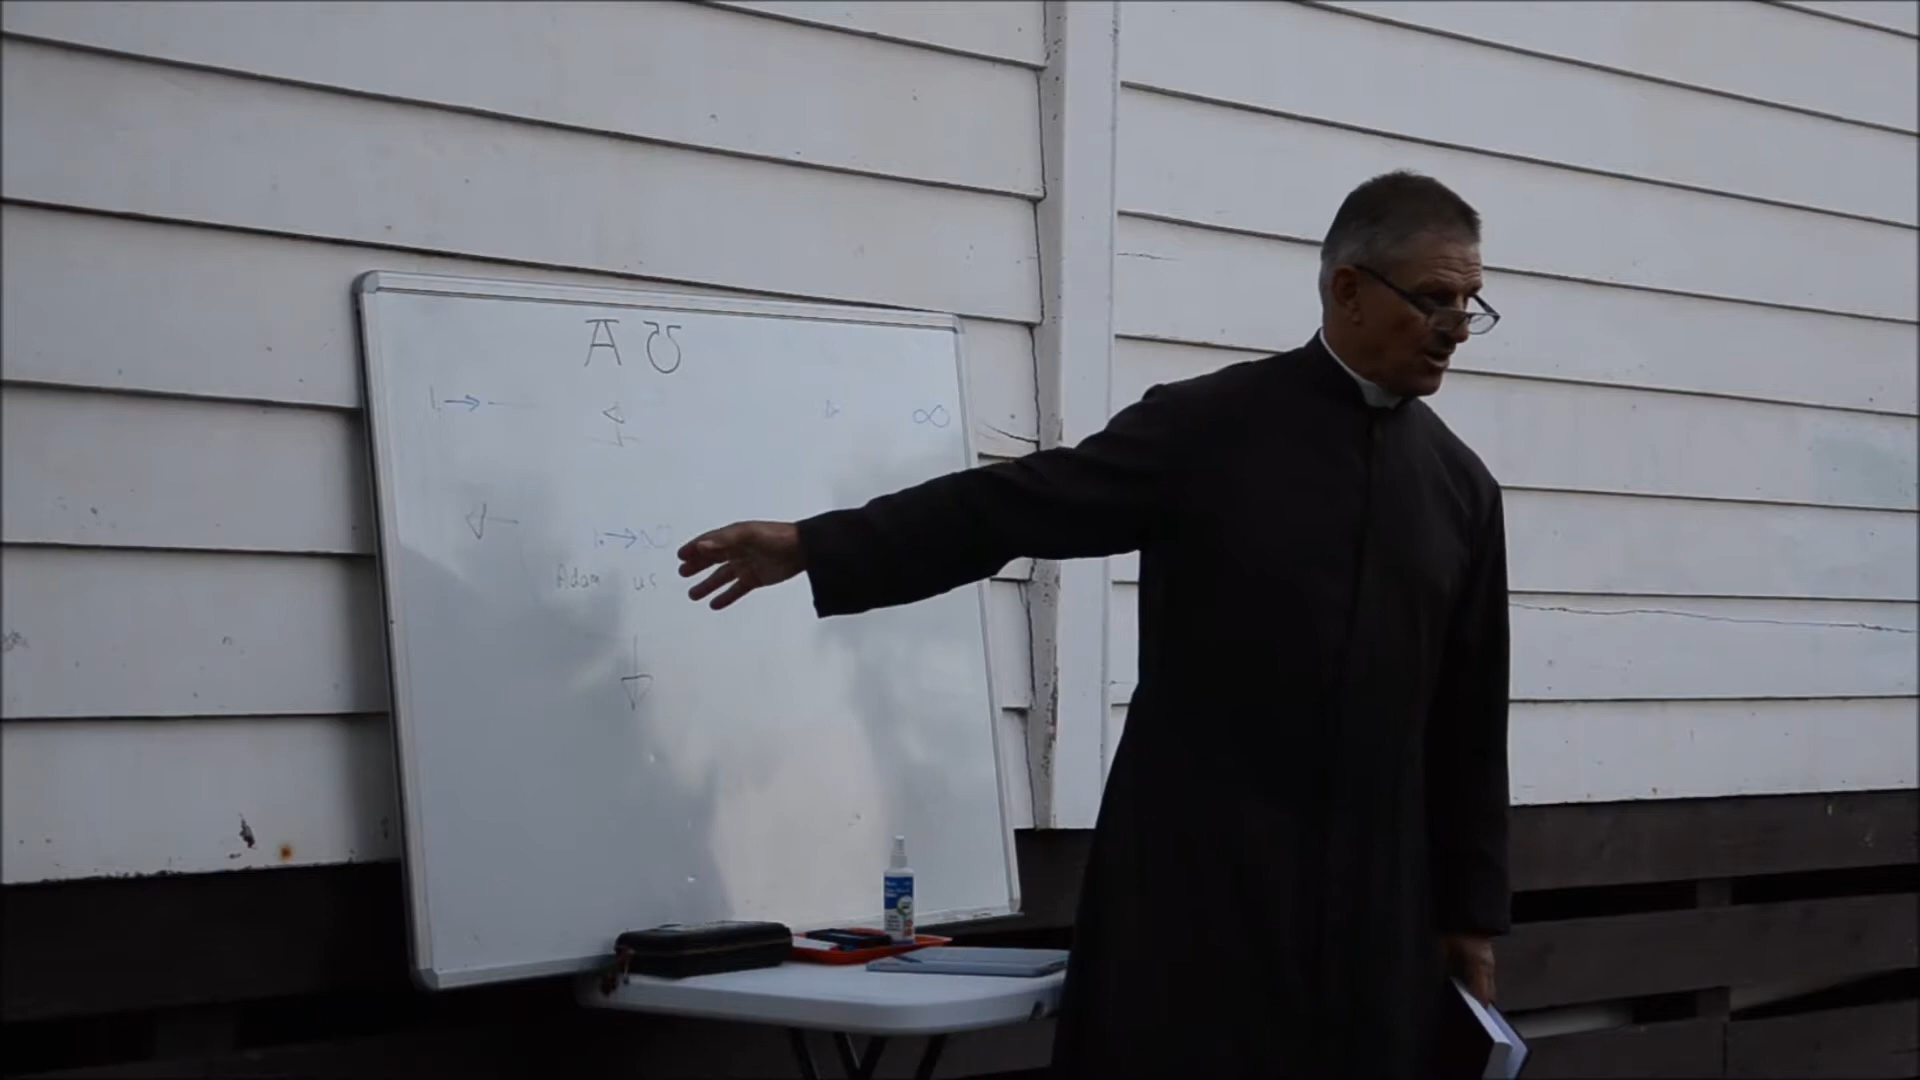 A Ʊ
1. → ∞
1. →
Adam us